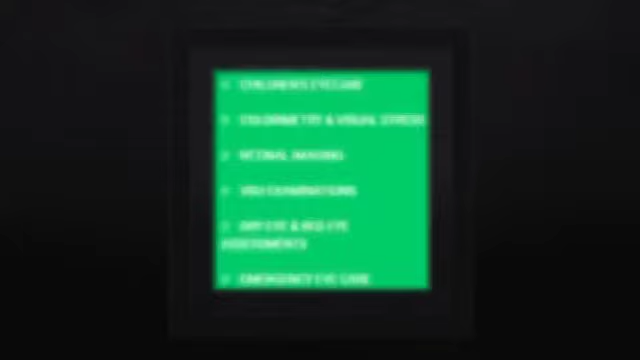 CHILDREN'S EYECARE
COLORIMETRY & VISUAL STRESS
RETINAL IMAGING
VDU EXAMINATIONS
DRY EYE & RED EYE
ASSESSMENTS
EMERGENCY EYE CARE